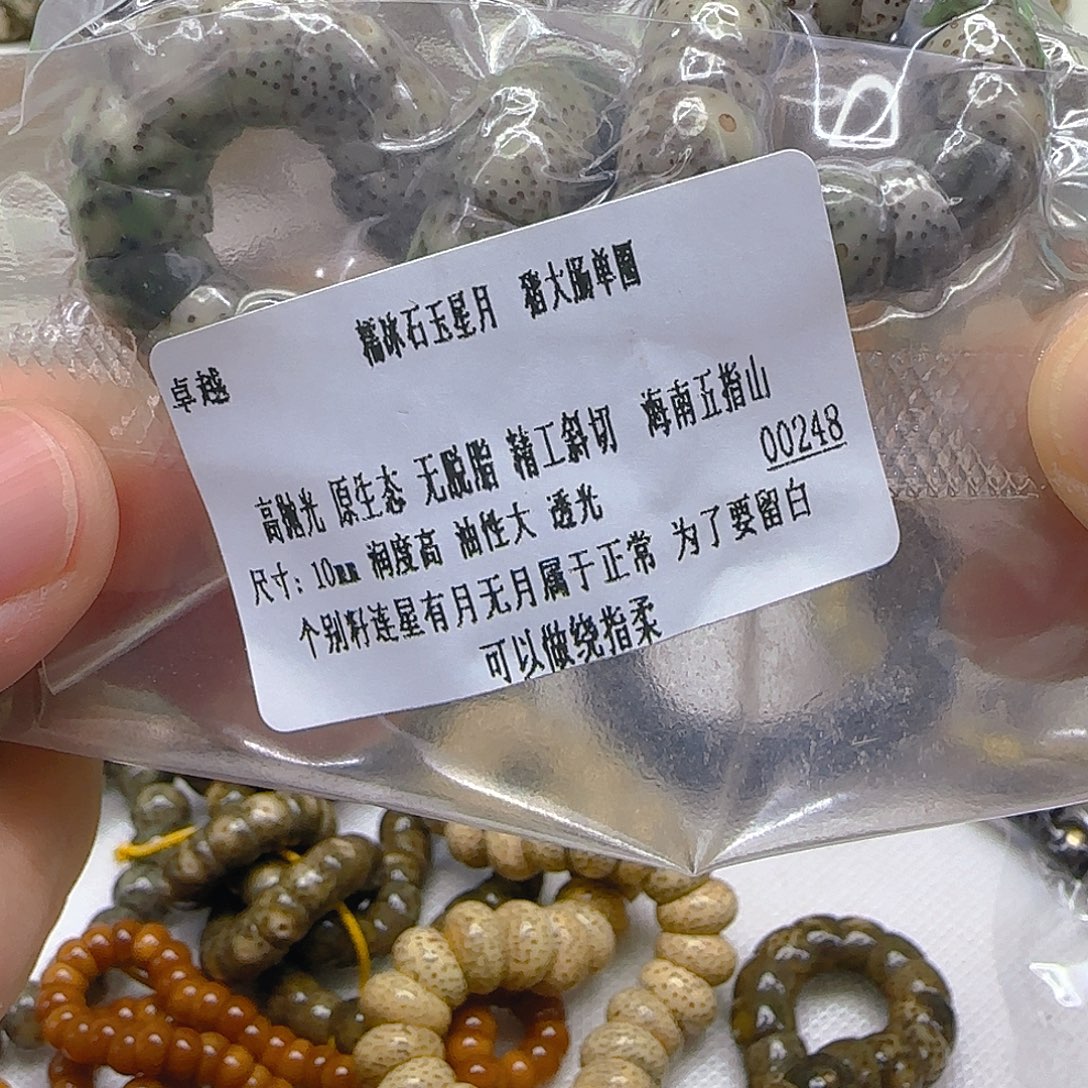 糯冰石玉星月 猪大肠单圈
卓越
高抛光 原生态 无脱脂 精工斜切 海南五指山
00248
尺寸：10mm 润度高 油性大 透光
个别籽连星有月无月属于正常 为了要留白
可以做绕指柔